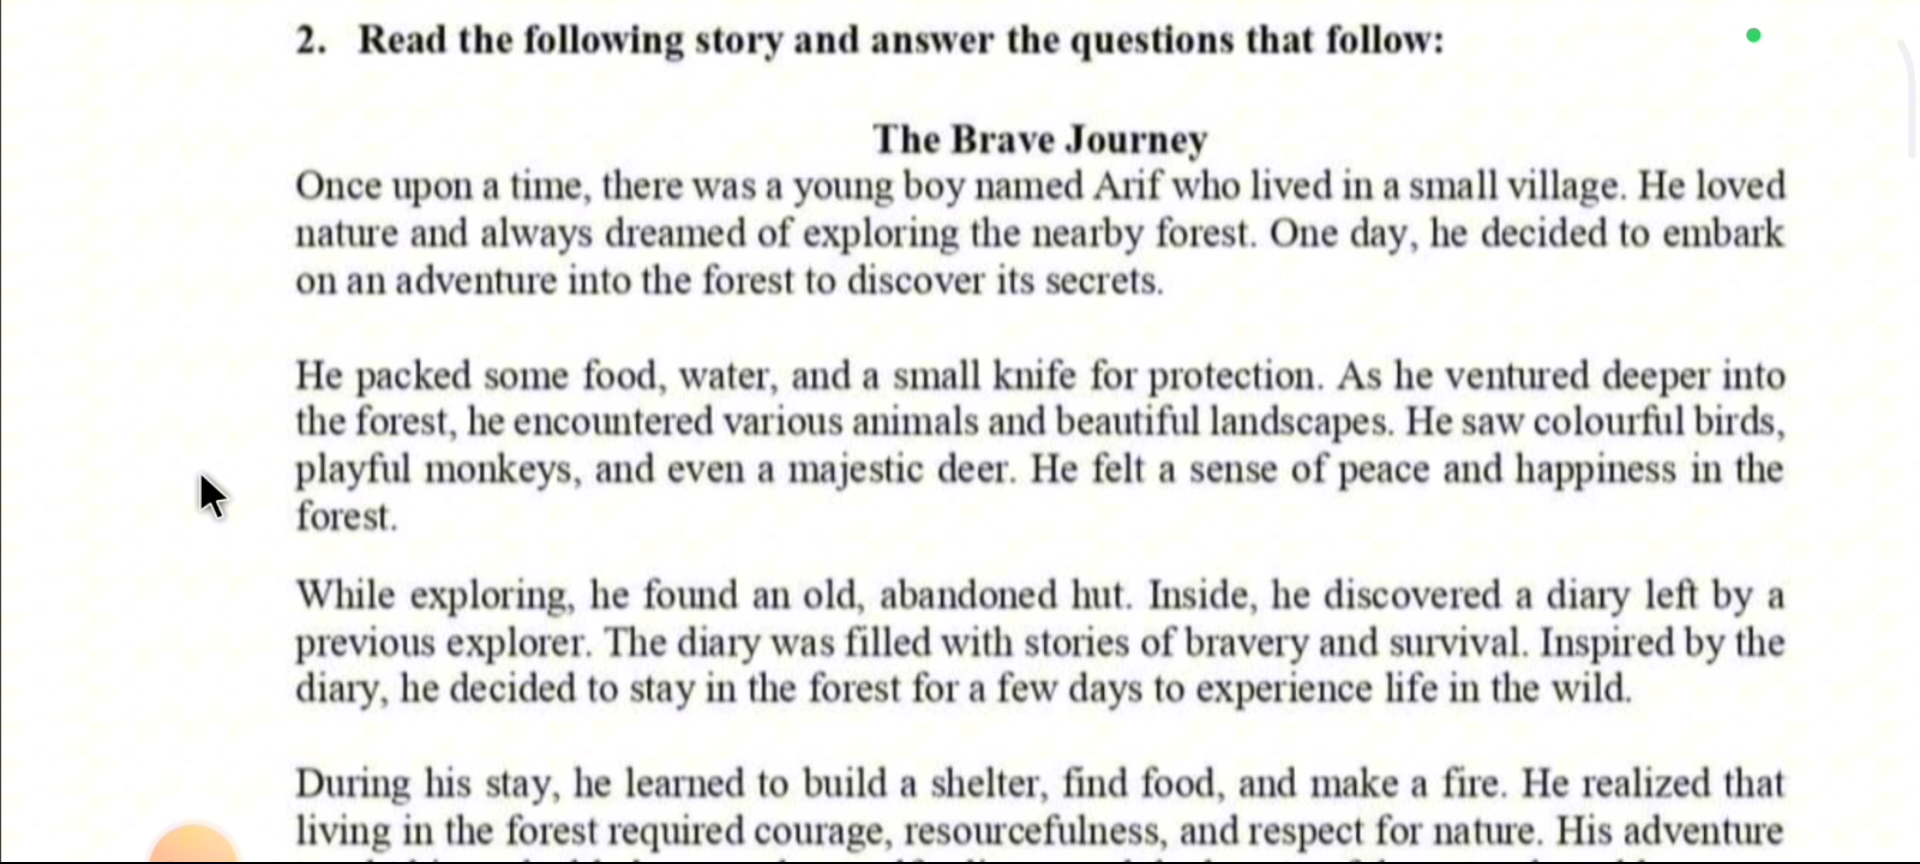 2. Read the following story and answer the questions that follow:
The Brave Journey
Once upon a time, there was a young boy named Arif who lived in a small village. He loved
nature and always dreamed of exploring the nearby forest. One day, he decided to embark
on an adventure into the forest to discover its secrets.
He packed some food, water, and a small knife for protection. As he ventured deeper into
the forest, he encountered various animals and beautiful landscapes. He saw colourful birds,
playful monkeys, and even a majestic deer. He felt a sense of peace and happiness in the
forest.
While exploring, he found an old, abandoned hut. Inside, he discovered a diary left by a
previous explorer. The diary was filled with stories of bravery and survival. Inspired by the
diary, he decided to stay in the forest for a few days to experience life in the wild.
During his stay, he learned to build a shelter, find food, and make a fire. He realized that
living in the forest required courage, resourcefulness, and respect for nature. His adventure